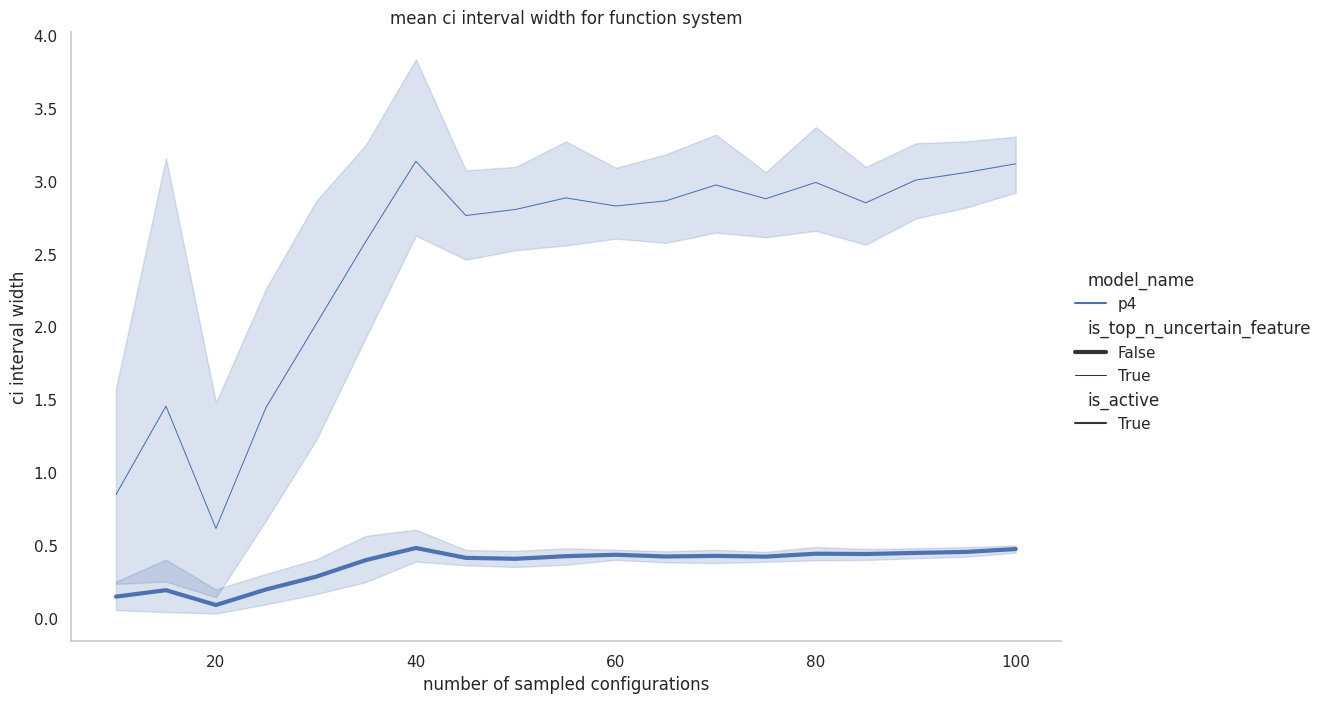 mean ci interval width for function system
4.0
3.5
3.0
2.5
2.0
1.5
1.0
0.5
0.0
ci interval width
20
40
60
80
100
number of sampled configurations
model_name
p4
is_top_n_uncertain_feature
False
True
is_active
True